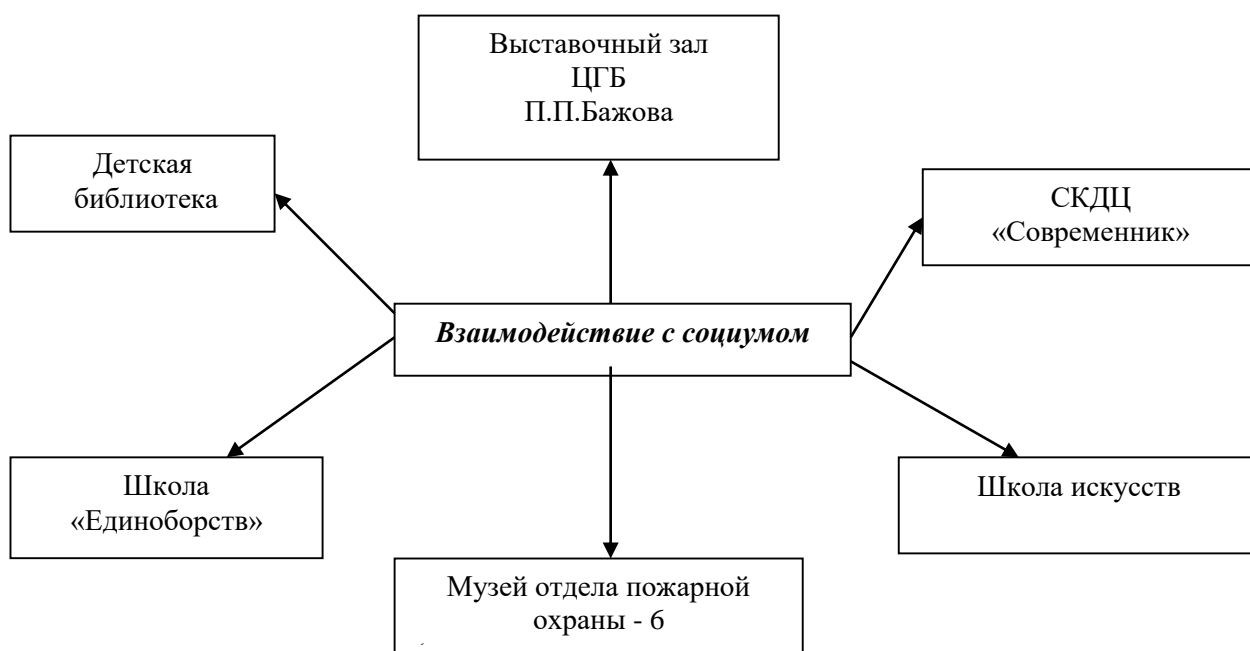 Выставочный зал
ЦГБ
П.П.Бажова
Детская
библиотека
СКДЦ
«Современник»
Взаимодействие с социумом
Школа
«Единоборств»
Школа искусств
Музей отдела пожарной
охраны - 6